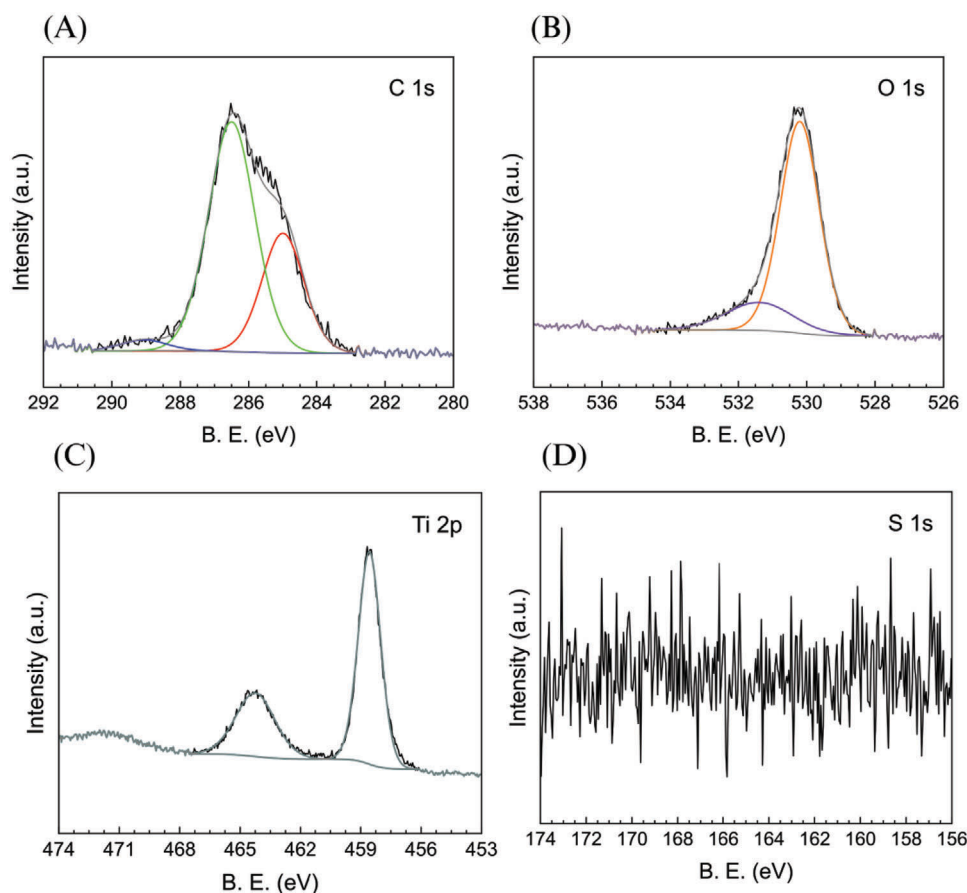 (A)
C 1s
Intensity (a.u.)
292 290 288 286 284 282 280
B. E. (eV)
(B)
O 1s
Intensity (a.u.)
538 536 534 532 530 528 526
B. E. (eV)
(C)
Ti 2p
Intensity (a.u.)
474 471 468 465 462 459 456 453
B. E. (eV)
(D)
S 1s
Intensity (a.u.)
174 172 170 168 166 164 162 160 158 156
B. E. (eV)